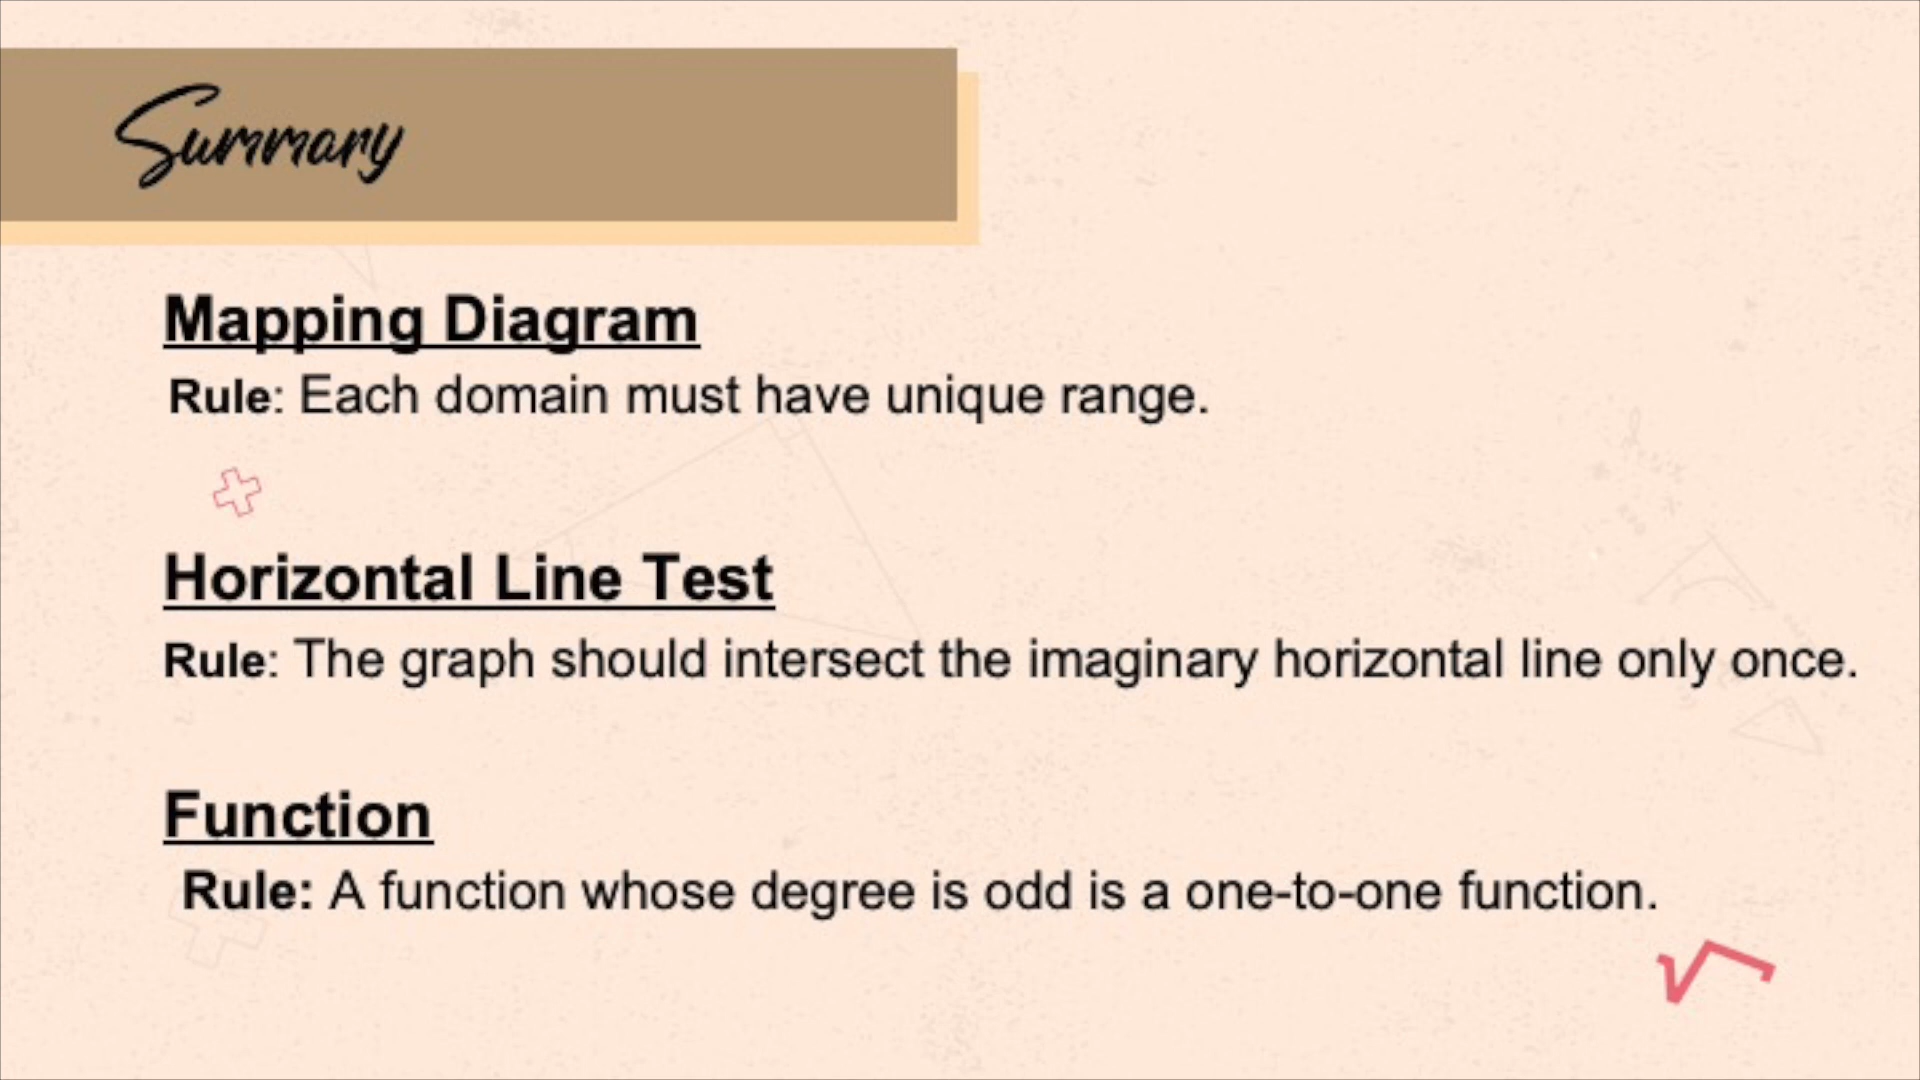 Summary
Mapping Diagram
Rule: Each domain must have unique range.
Horizontal Line Test
Rule: The graph should intersect the imaginary horizontal line only once.
Function
Rule: A function whose degree is odd is a one-to-one function.